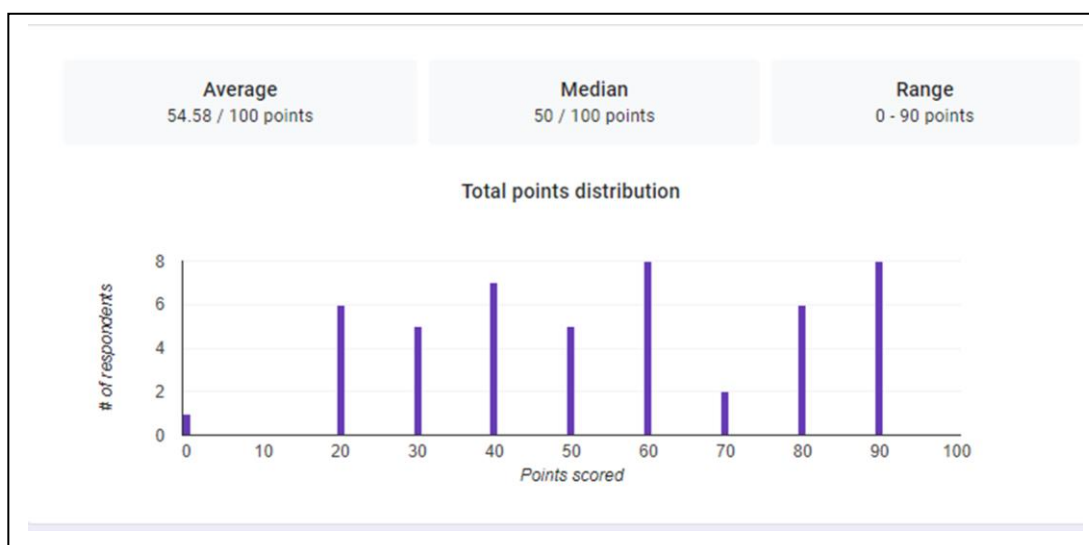 Average
54.58 / 100 points
Median
50 / 100 points
Range
0 - 90 points
Total points distribution
# of respondents
8
6
4
2
0
0 10 20 30 40 50 60 70 80 90 100
Points scored